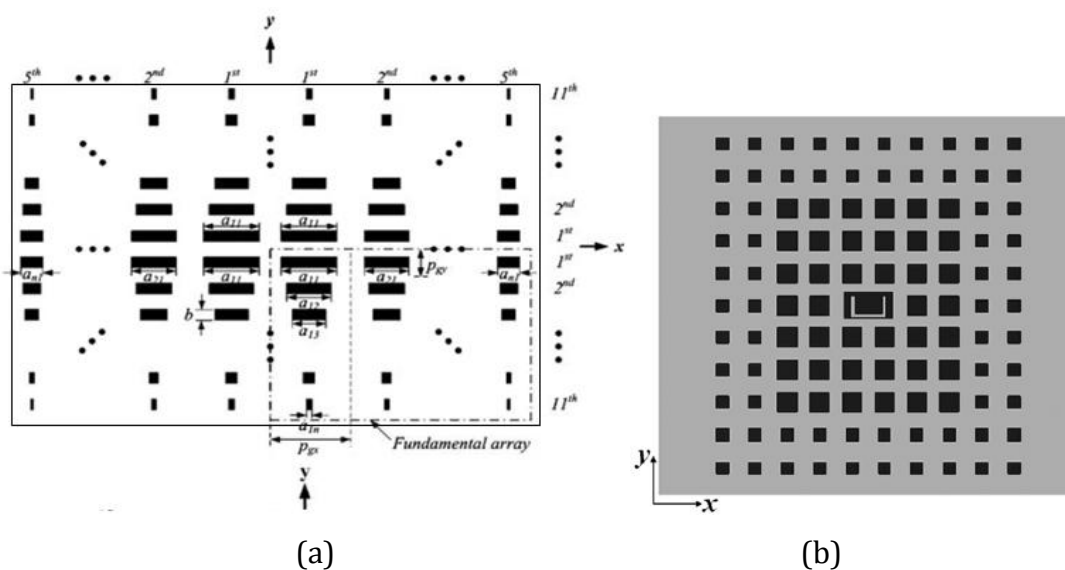 y
5th ••• 2nd 1st 1st 2nd ••• 5th
11th
a11 a11
2nd
1st
x
1st
pgy
an1 a21 a11 a11 a21 an1
2nd
a12
b
a13
11th
a1n
Fundamental array
pgx
y
y
x
(a) (b)